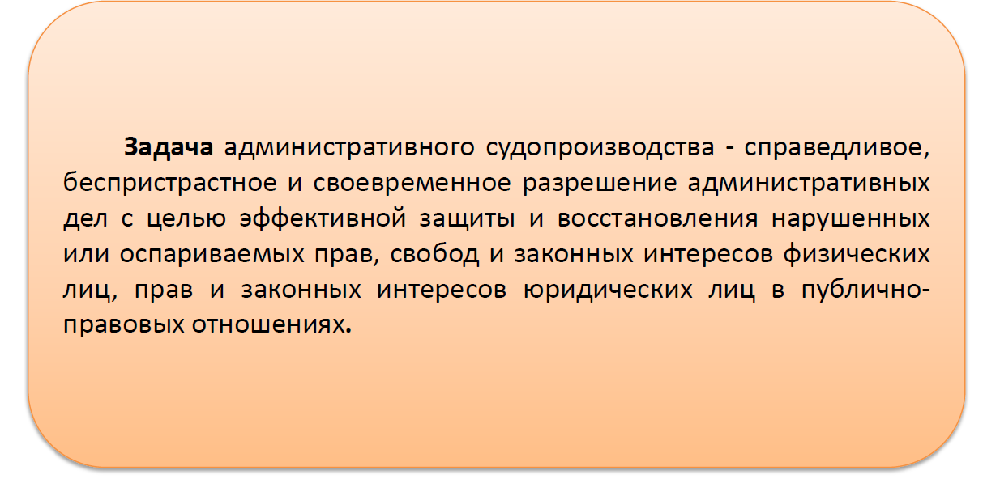 Задача административного судопроизводства - справедливое,
беспристрастное и своевременное разрешение административных
дел с целью эффективной защиты и восстановления нарушенных
или оспариваемых прав, свобод и законных интересов физических
лиц, прав и законных интересов юридических лиц в публично-
правовых отношениях.